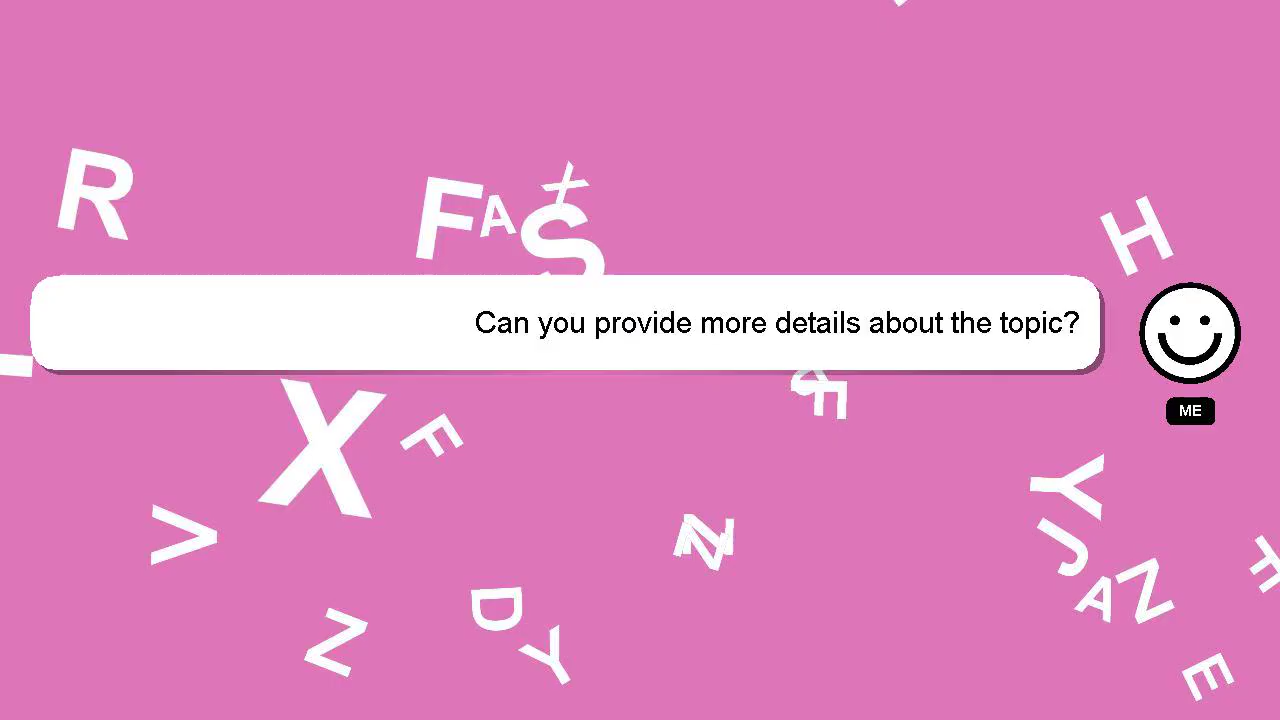 R
F
A
X
S
H
Can you provide more details about the topic?
ME
X
F
F
Y
V
N
J
D
Y
A
Z
F
N
E